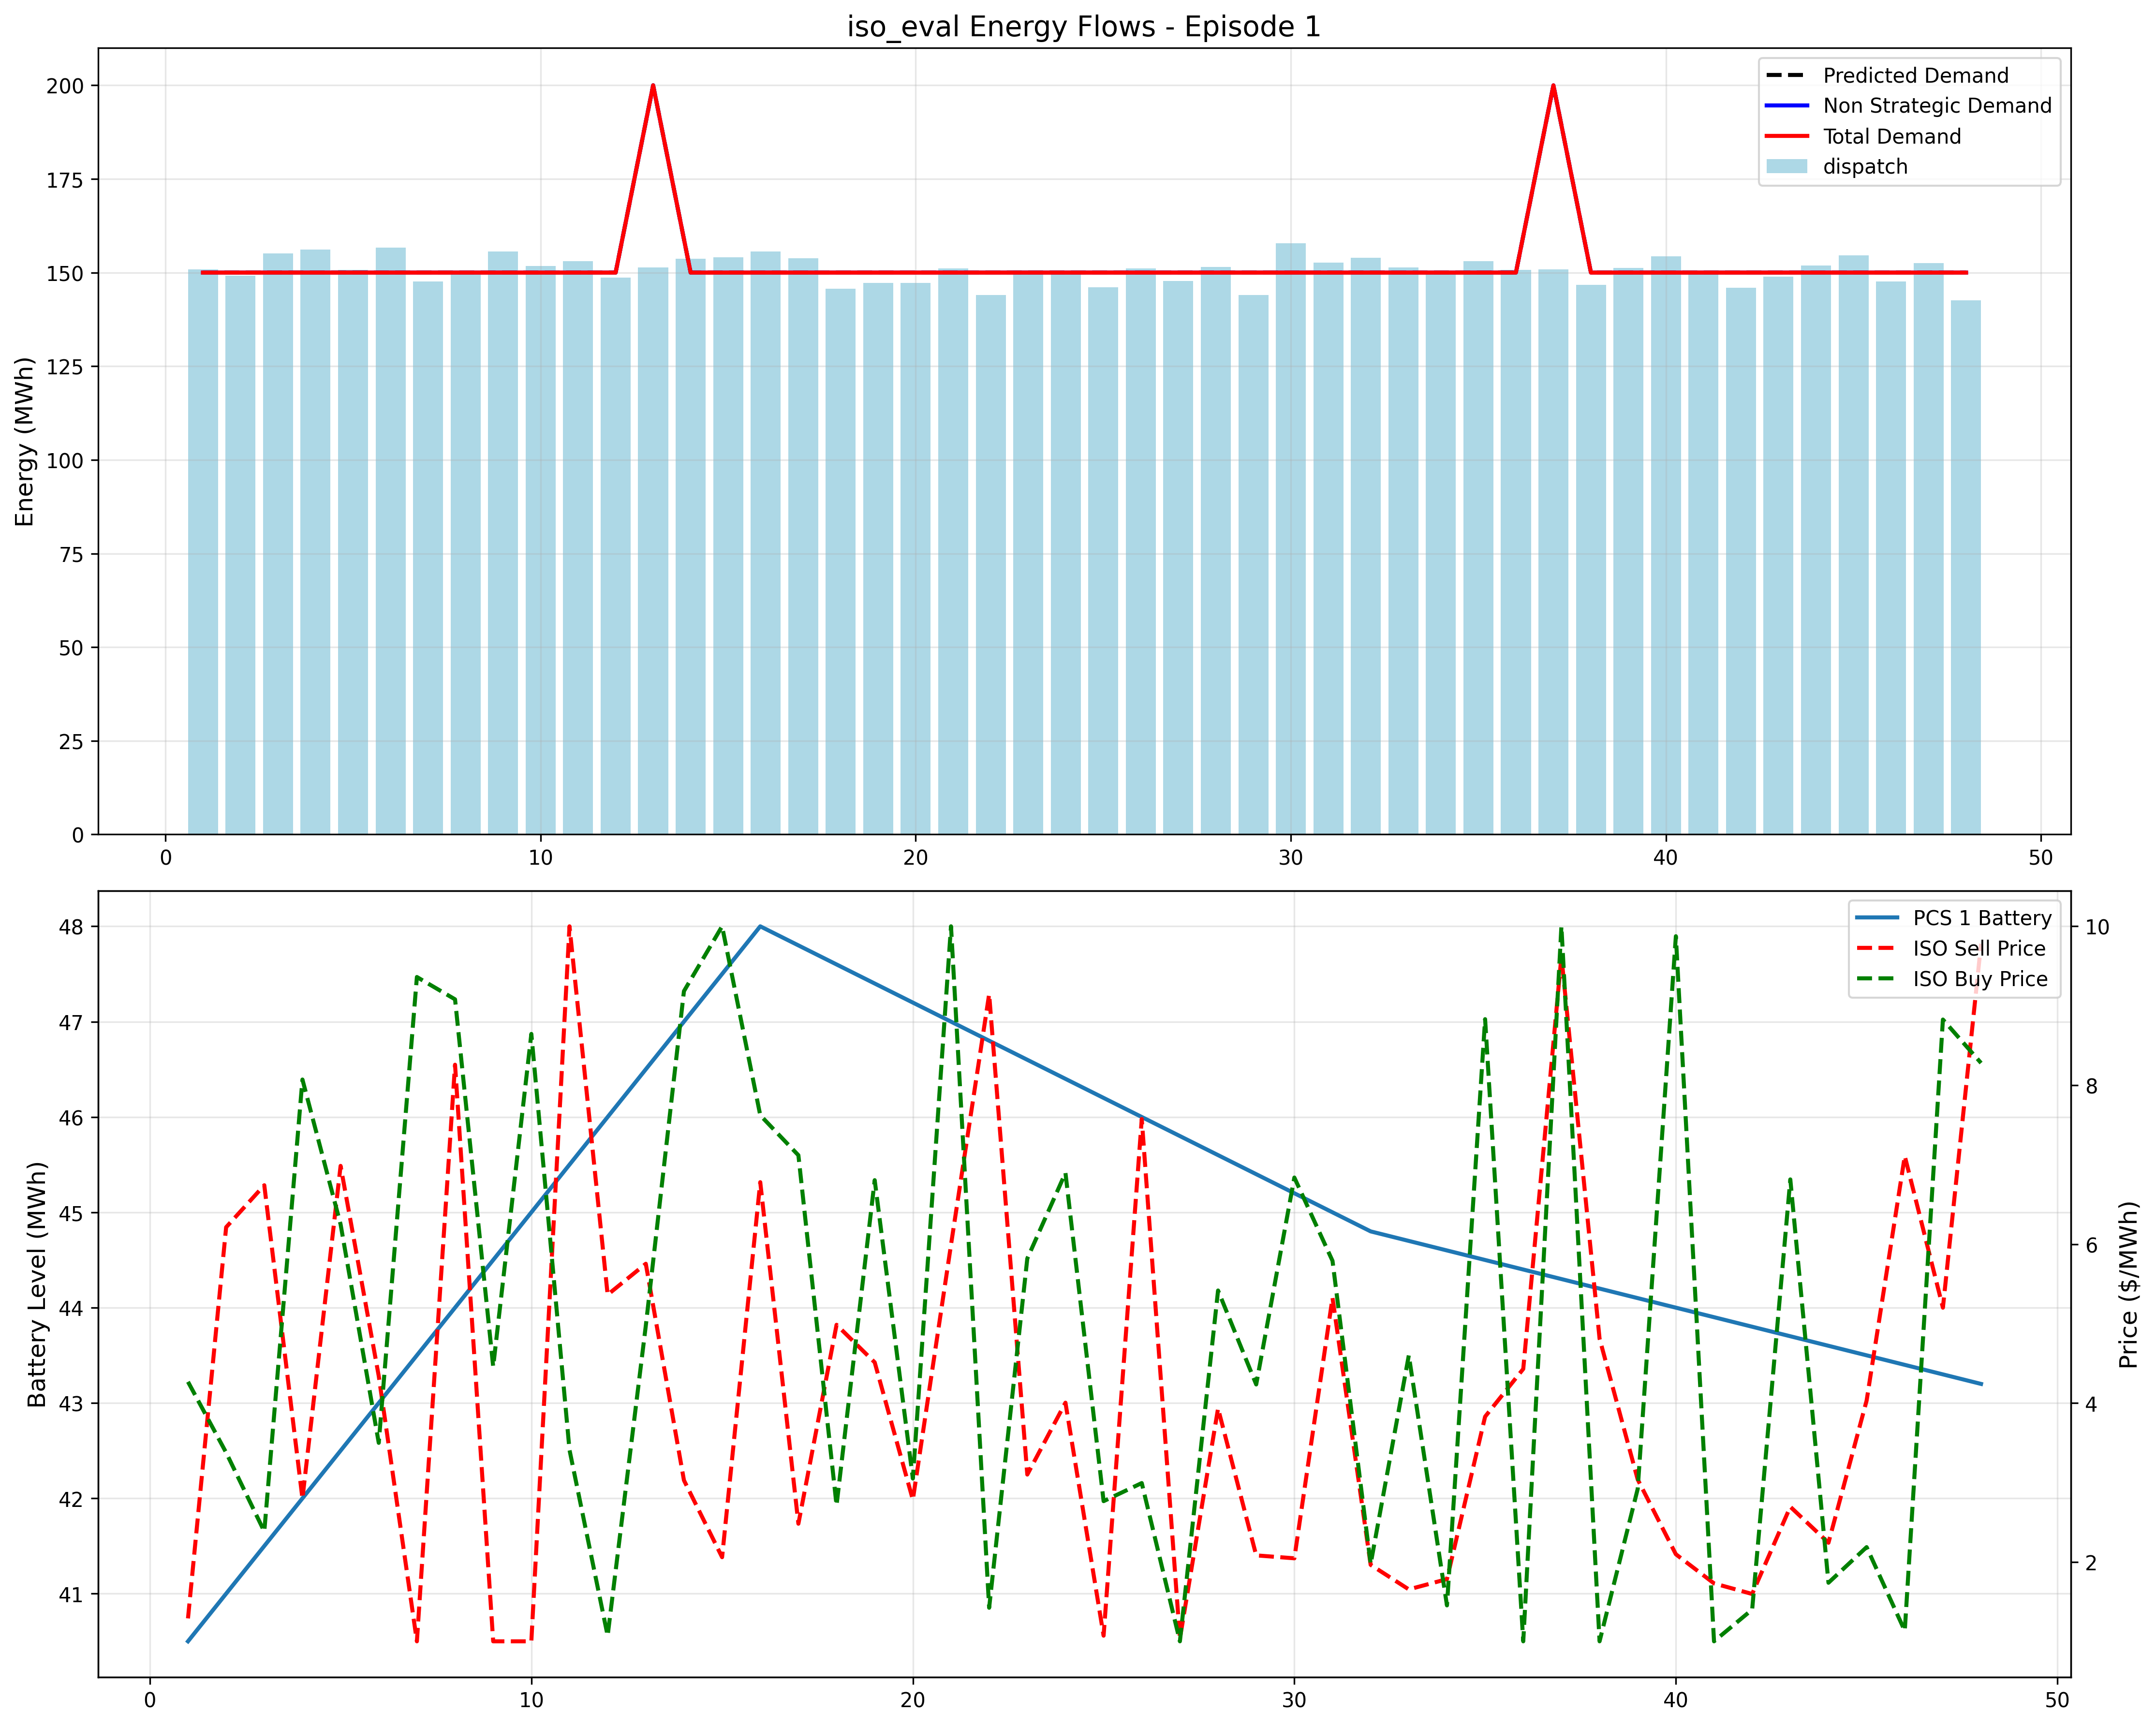 iso_eval Energy Flows - Episode 1
Energy (MWh)
200
175
150
125
100
75
50
25
0
Predicted Demand
Non Strategic Demand
Total Demand
dispatch
0 10 20 30 40 50
Battery Level (MWh)
48
47
46
45
44
43
42
41
PCS 1 Battery
ISO Sell Price
ISO Buy Price
10
8
6
4
2
Price ($/MWh)
0 10 20 30 40 50